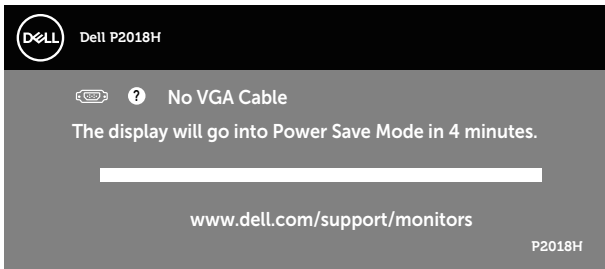 DELL
Dell P2018H
? No VGA Cable
The display will go into Power Save Mode in 4 minutes.
www.dell.com/support/monitors
P2018H